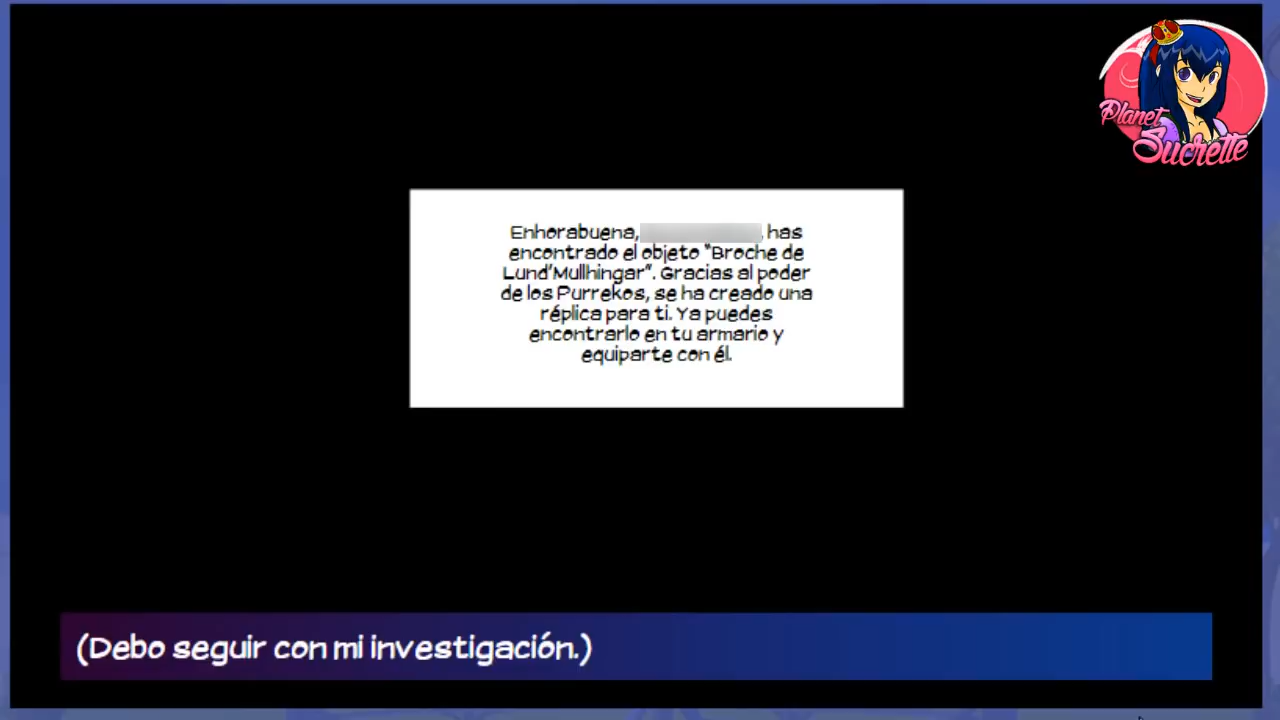 Planet
Sucrette
Enhorabuena, , has
encontrado el objeto "Broche de
Lund'Mullhingar". Gracias al poder
de los Purrekos, se ha creado una
réplica para ti. Ya puedes
encontrarlo en tu armario y
equiparte con él.
(Debo seguir con mi investigación.)